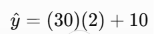 ŷ = (30)(2) + 10